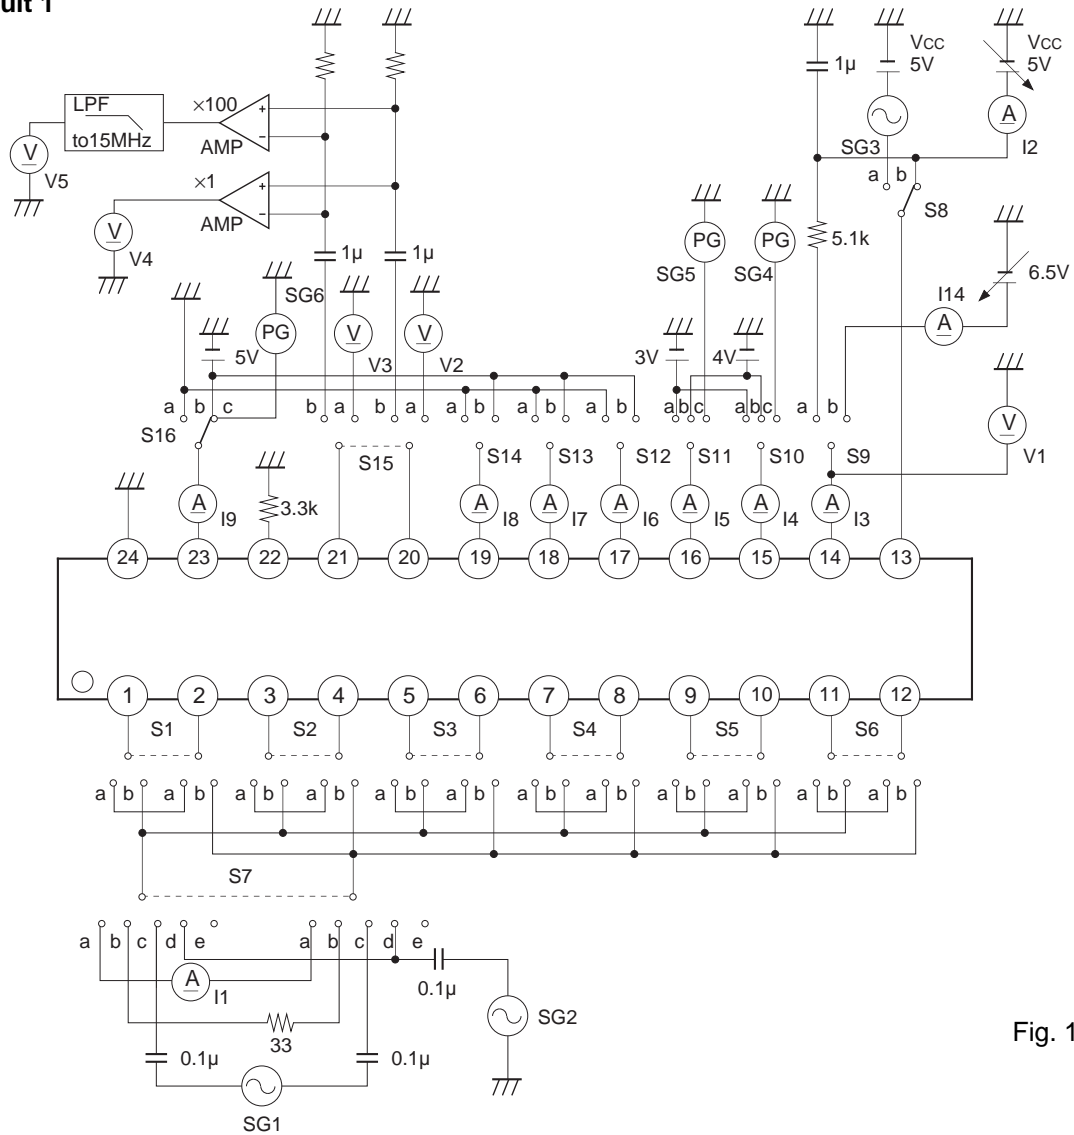 uit 1
VCC
5V
VCC
5V
1µ
LPF
to15MHz
×100
AMP
×1
AMP
V
V5
V
V4
SG3
A
I2
a b
S8
1µ
1µ
PG
PG
SG5
SG4
5.1k
6.5V
I14
A
SG6
PG
V
V
V3
V2
5V
3V
4V
V
V1
a b c
b a
b a
a b
a b
a b
a b c
a b c
a b
S16
S15
S14
S13
S12
S11
S10
S9
A
I9
3.3k
A
I8
A
I7
A
I6
A
I5
A
I4
A
I3
24 23 22 21 20 19 18 17 16 15 14 13
1 2 3 4 5 6 7 8 9 10 11 12
S1 S2 S3 S4 S5 S6
a b a b a b a b a b a b a b a b a b a b a b a b
S7
a b c d e a b c d e
A
I1
0.1µ
33
SG2
0.1µ
0.1µ
SG1
Fig. 1